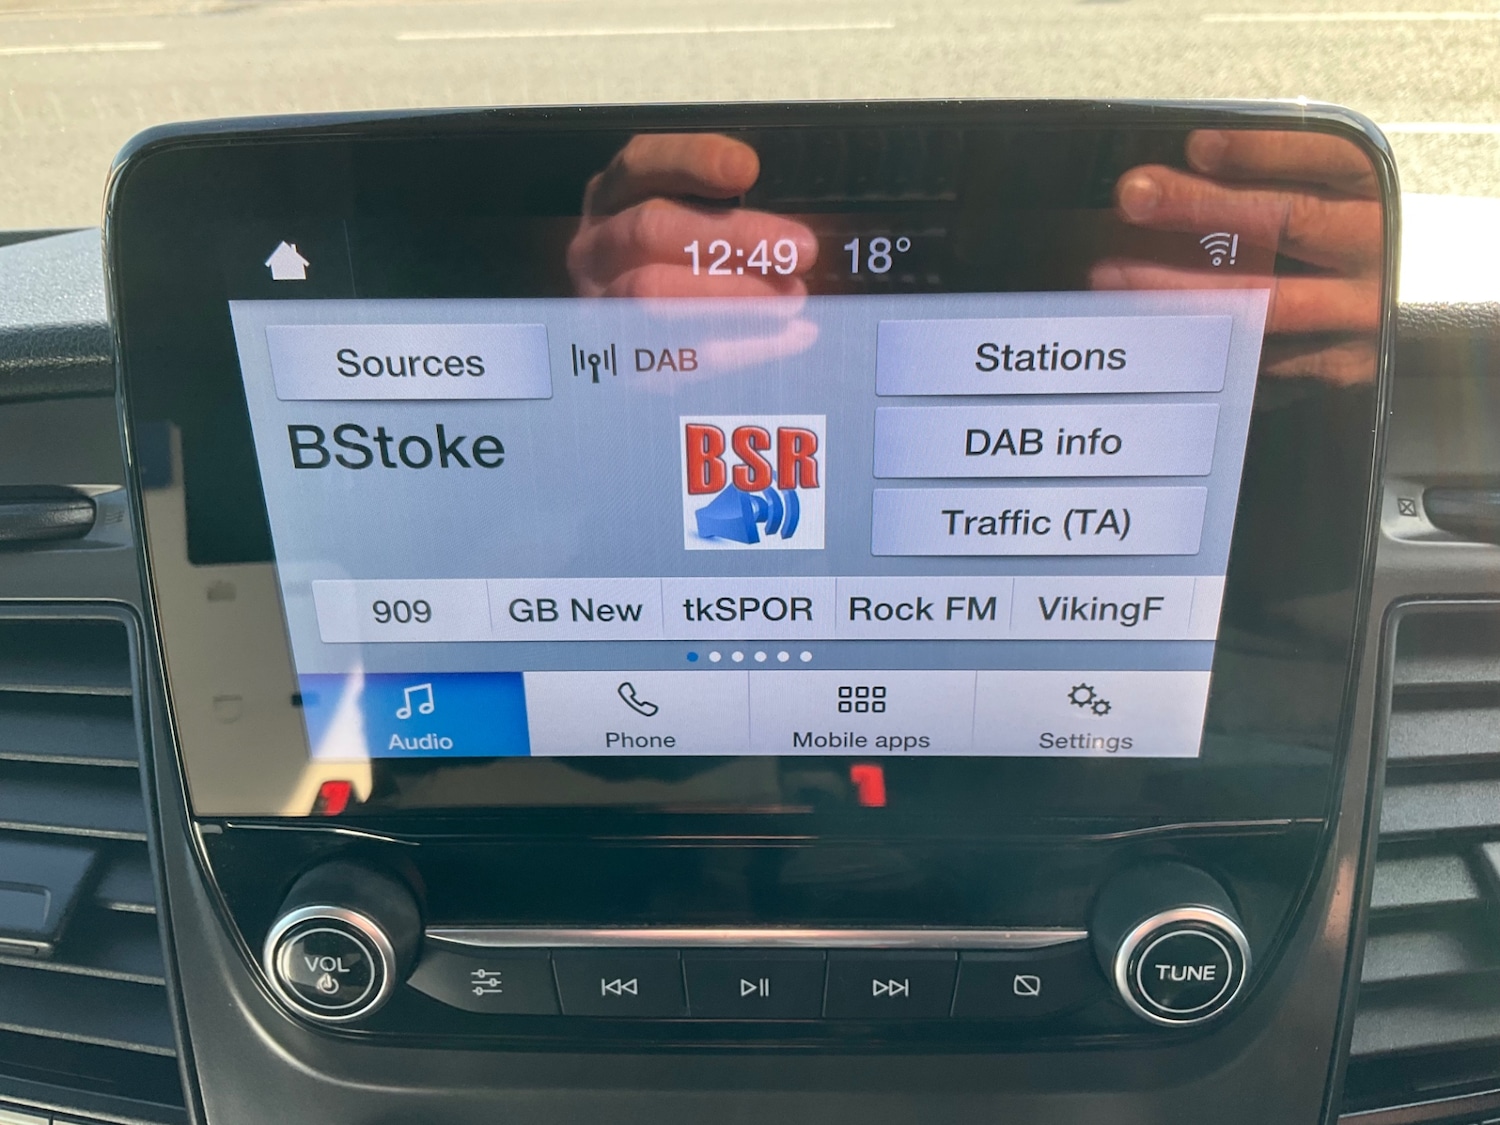 12:49 18°
Sources
DAB
Stations
BStoke
BSR
DAB info
Traffic (TA)
909
GB New
tkSPOR
Rock FM
VikingF
Audio
Phone
Mobile apps
Settings
VOL
TUNE